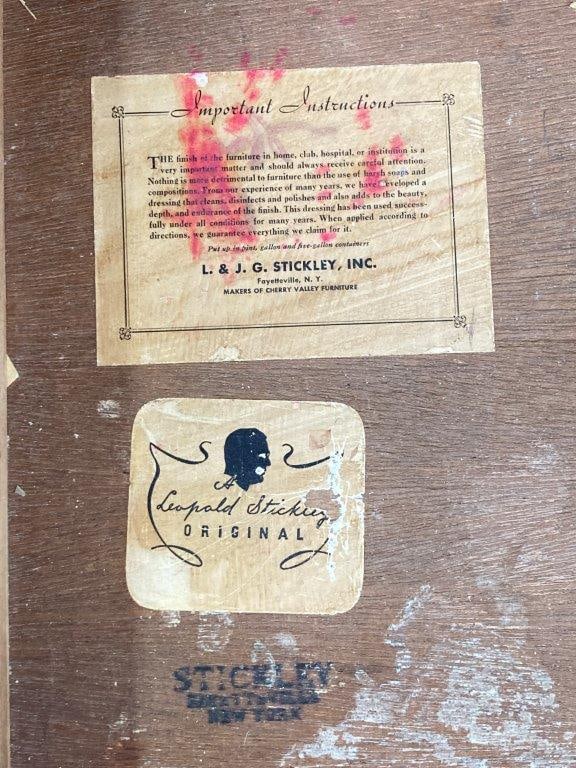 Important Instructions
THE finish of the furniture in home, club, hospital, or institution is a
very important matter and should always receive careful attention.
Nothing is more detrimental to furniture than the use of harsh soaps and
compositions. From our experience of many years, we have developed a
dressing that cleans, disinfects and polishes and also adds to the beauty,
depth, and endurance of the finish. This dressing has been used success-
fully under all conditions for many years. When applied according to
directions, we guarantee everything we claim for it.
Put up in pint, gallon and five-gallon containers
L. & J. G. STICKLEY, INC.
Fayetteville, N. Y.
MAKERS OF CHERRY VALLEY FURNITURE
A
Leopold Stickley
ORIGINAL
STICKLEY
FAYETTEVILLE
NEW YORK